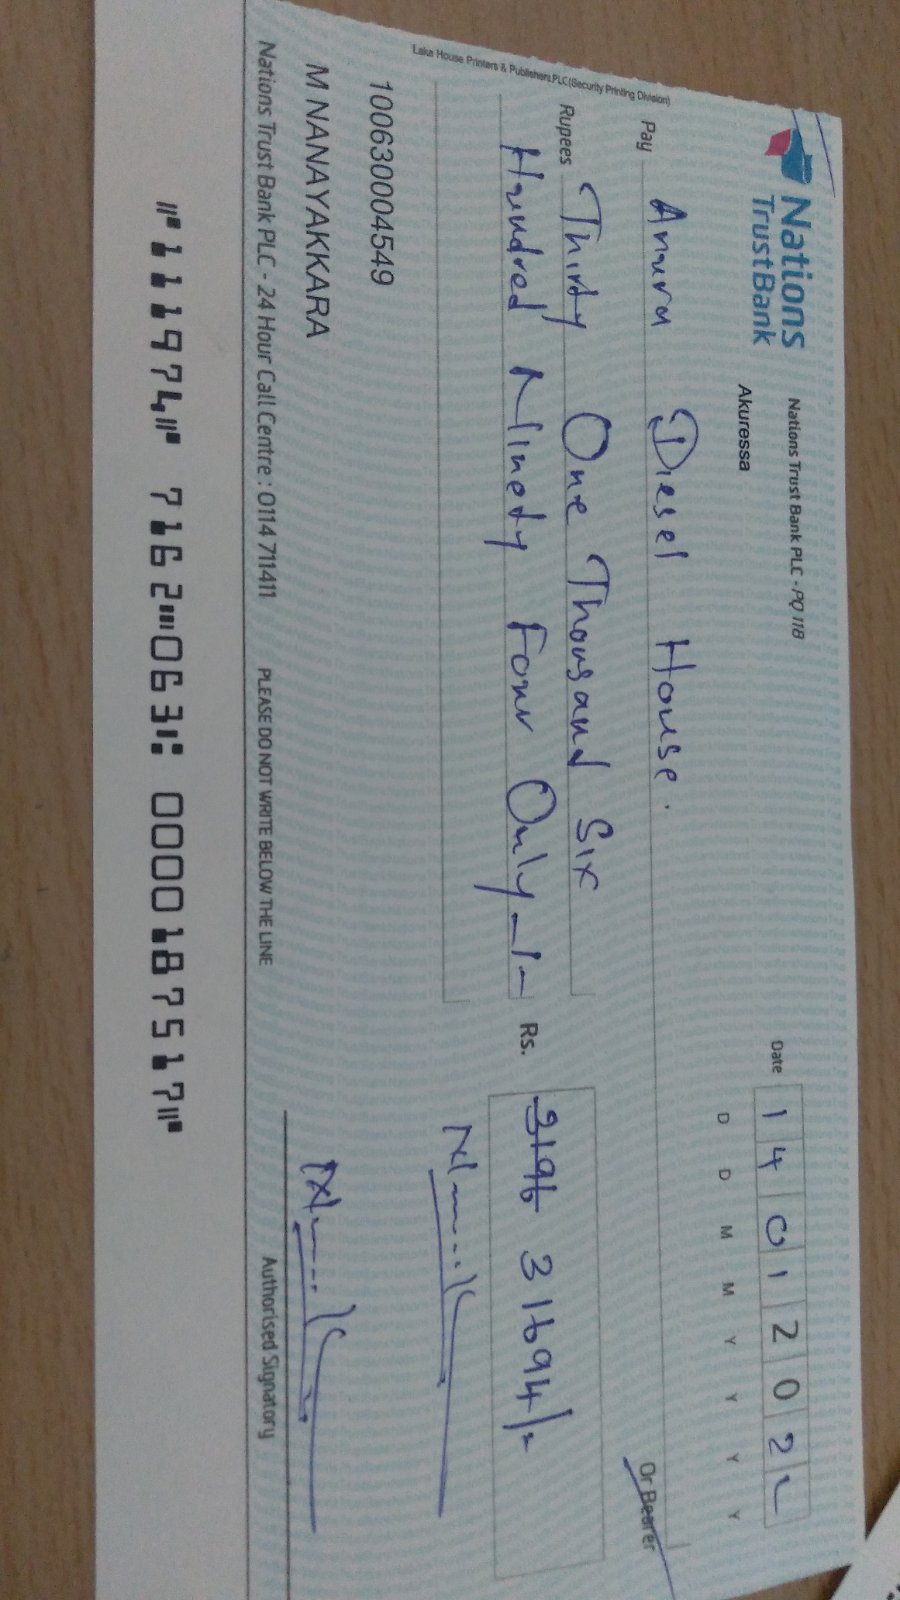 Lake House Printers & Publishers PLC (Security Printing Division)
Nations
TrustBank
Nations Trust Bank PLC - PQ 118
Akuressa
Date 1 4 0 1 2 0 2 2
D D M M Y Y Y Y
Pay Anura Diesel House.
Or Bearer
Rupees Thirty One Thousand Six
Hundred Ninety Four Only -/-
Rs. 3196 31694/-
100630004549
M NANAYAKKARA
Authorised Signatory
Nations Trust Bank PLC - 24 Hour Call Centre : 0114 711411 PLEASE DO NOT WRITE BELOW THE LINE
⑈111974⑈ 7162⑉063⑆ 0000187517⑈